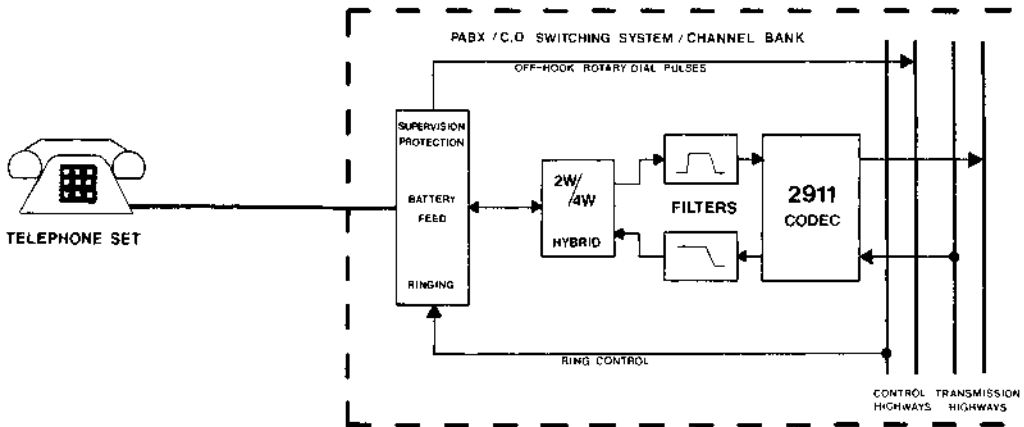 PABX / C.O SWITCHING SYSTEM / CHANNEL BANK
OFF-HOOK ROTARY DIAL PULSES
SUPERVISION
PROTECTION
BATTERY
FEED
RINGING
TELEPHONE SET
2W/
4W
HYBRID
FILTERS
2911
CODEC
RING CONTROL
CONTROL
HIGHWAYS
TRANSMISSION
HIGHWAYS